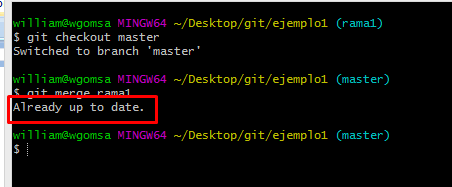 william@wgomsa MINGW64 ~/Desktop/git/ejemplo1 (rama1)
$ git checkout master
Switched to branch 'master'
william@wgomsa MINGW64 ~/Desktop/git/ejemplo1 (master)
$ git merge rama1
Already up to date.
william@wgomsa MINGW64 ~/Desktop/git/ejemplo1 (master)
$